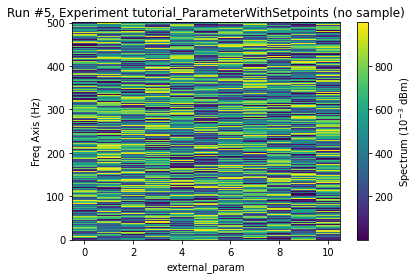 Run #5, Experiment tutorial_ParameterWithSetpoints (no sample)
500
400
300
200
100
0
Freq Axis (Hz)
0 2 4 6 8 10
external_param
800
600
400
200
Spectrum (10⁻³ dBm)